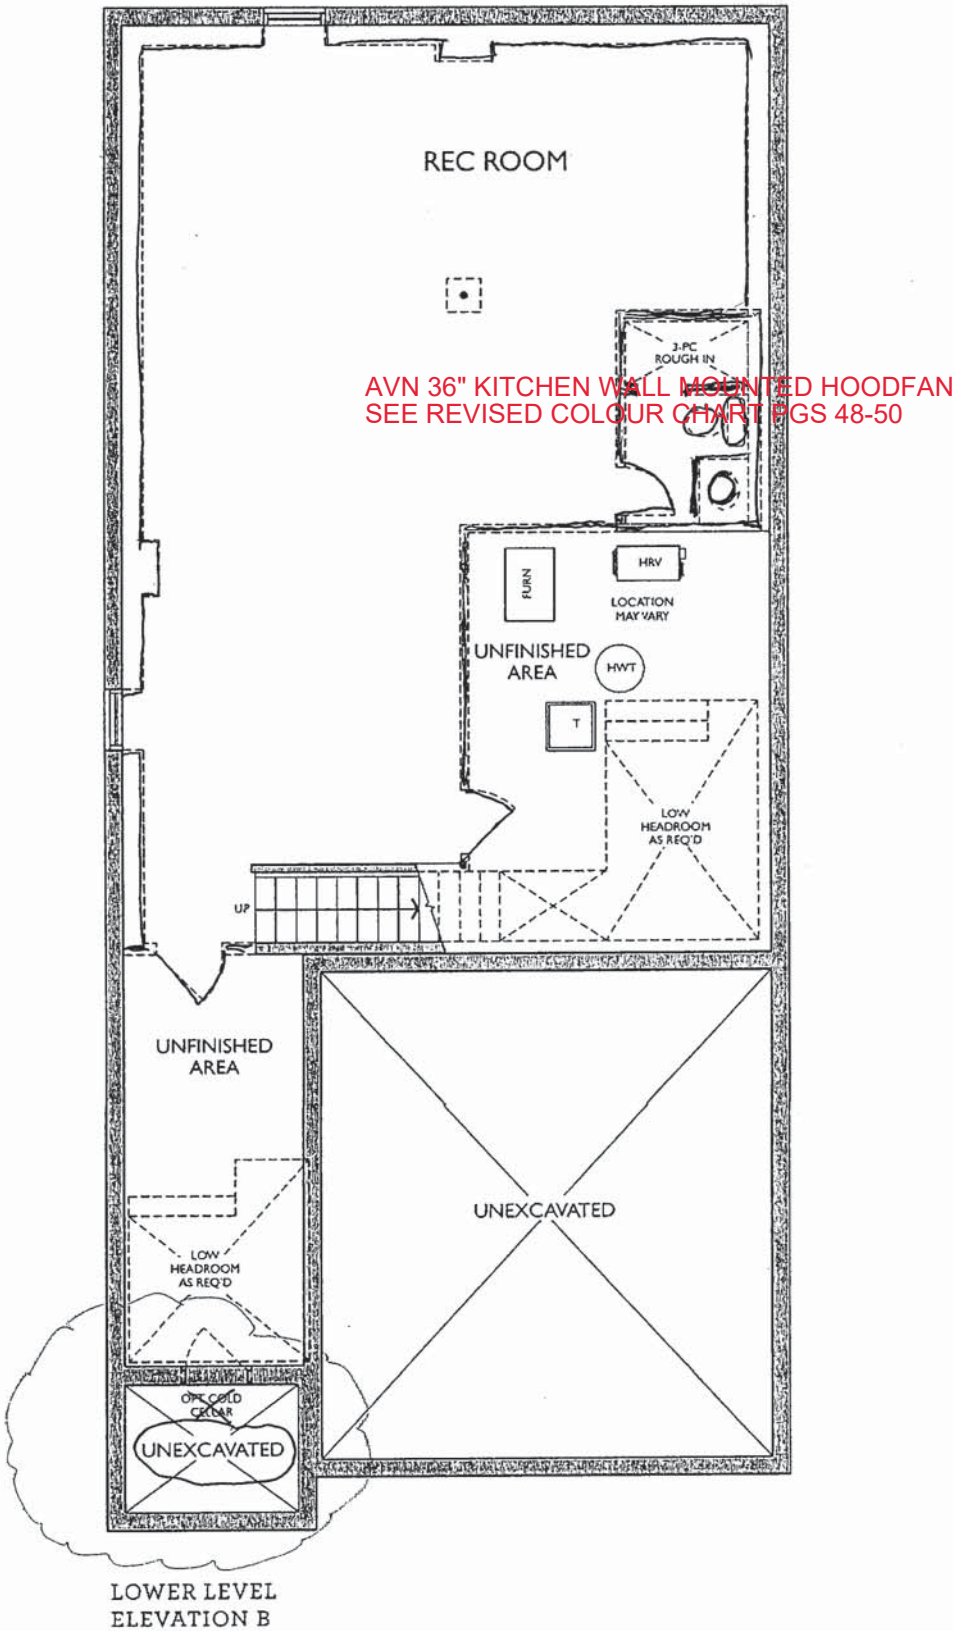 REC ROOM
3-PC
ROUGH IN
AVN 36" KITCHEN WALL MOUNTED HOODFAN
SEE REVISED COLOUR CHART PGS 48-50
FURN
HRV
LOCATION
MAY VARY
UNFINISHED
AREA
HWT
T
LOW
HEADROOM
AS REQ'D
UP
UNFINISHED
AREA
UNEXCAVATED
LOW
HEADROOM
AS REQ'D
OPT COLD
CELLAR
UNEXCAVATED
LOWER LEVEL
ELEVATION B